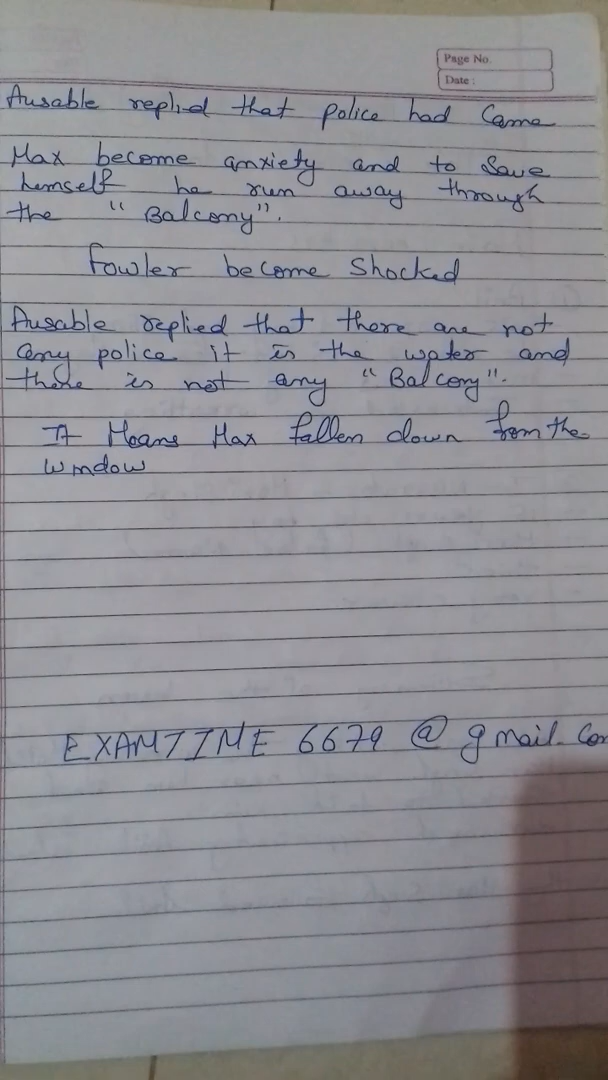 Page No.
Date :
Ausable replied that police had Came
Max become anxiety and to Save
hemself he run away through
the "Balcony".
Fowler become Shocked
Ausable replied that there are not
any police it is the water and
there is not any "Balcony".
It Means Max fallen down from the
window
EXAMTIME 6679 @ gmail. Com